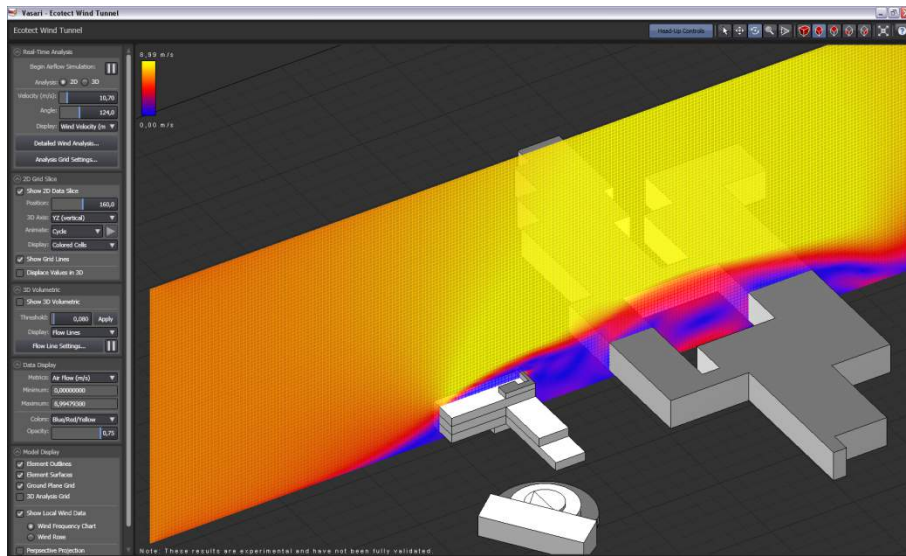 Vasari - Ecotect Wind Tunnel
Ecotect Wind Tunnel
Head-Up Controls
Real-Time Analysis
Begin Airflow Simulation:
Analysis: 2D 3D
Velocity (m/s): 10,70
Angle: 124,0
Display: Wind Velocity (m
Detailed Wind Analysis...
Analysis Grid Settings...
2D Grid Slice
Show 2D Data Slice
Position: 160,0
3D Axis: YZ (vertical)
Animate: Cycle
Display: Colored Cells
Show Grid Lines
Displace Values in 3D
3D Volumetric
Show 3D Volumetric
Threshold: 0,080 Apply
Display: Flow Lines
Flow Line Settings...
Data Display
Metrics: Air Flow (m/s)
Minimum: 0,00000000
Maximum: 8,99479300
Colors: Blue/Red/Yellow
Opacity: 0,75
Model Display
Element Outlines
Element Surfaces
Ground Plane Grid
3D Analysis Grid
Show Local Wind Data
Wind Frequency Chart
Wind Rose
Perspective Projection
8,99 m/s
0,00 m/s
Note: These results are experimental and have not been fully validated.